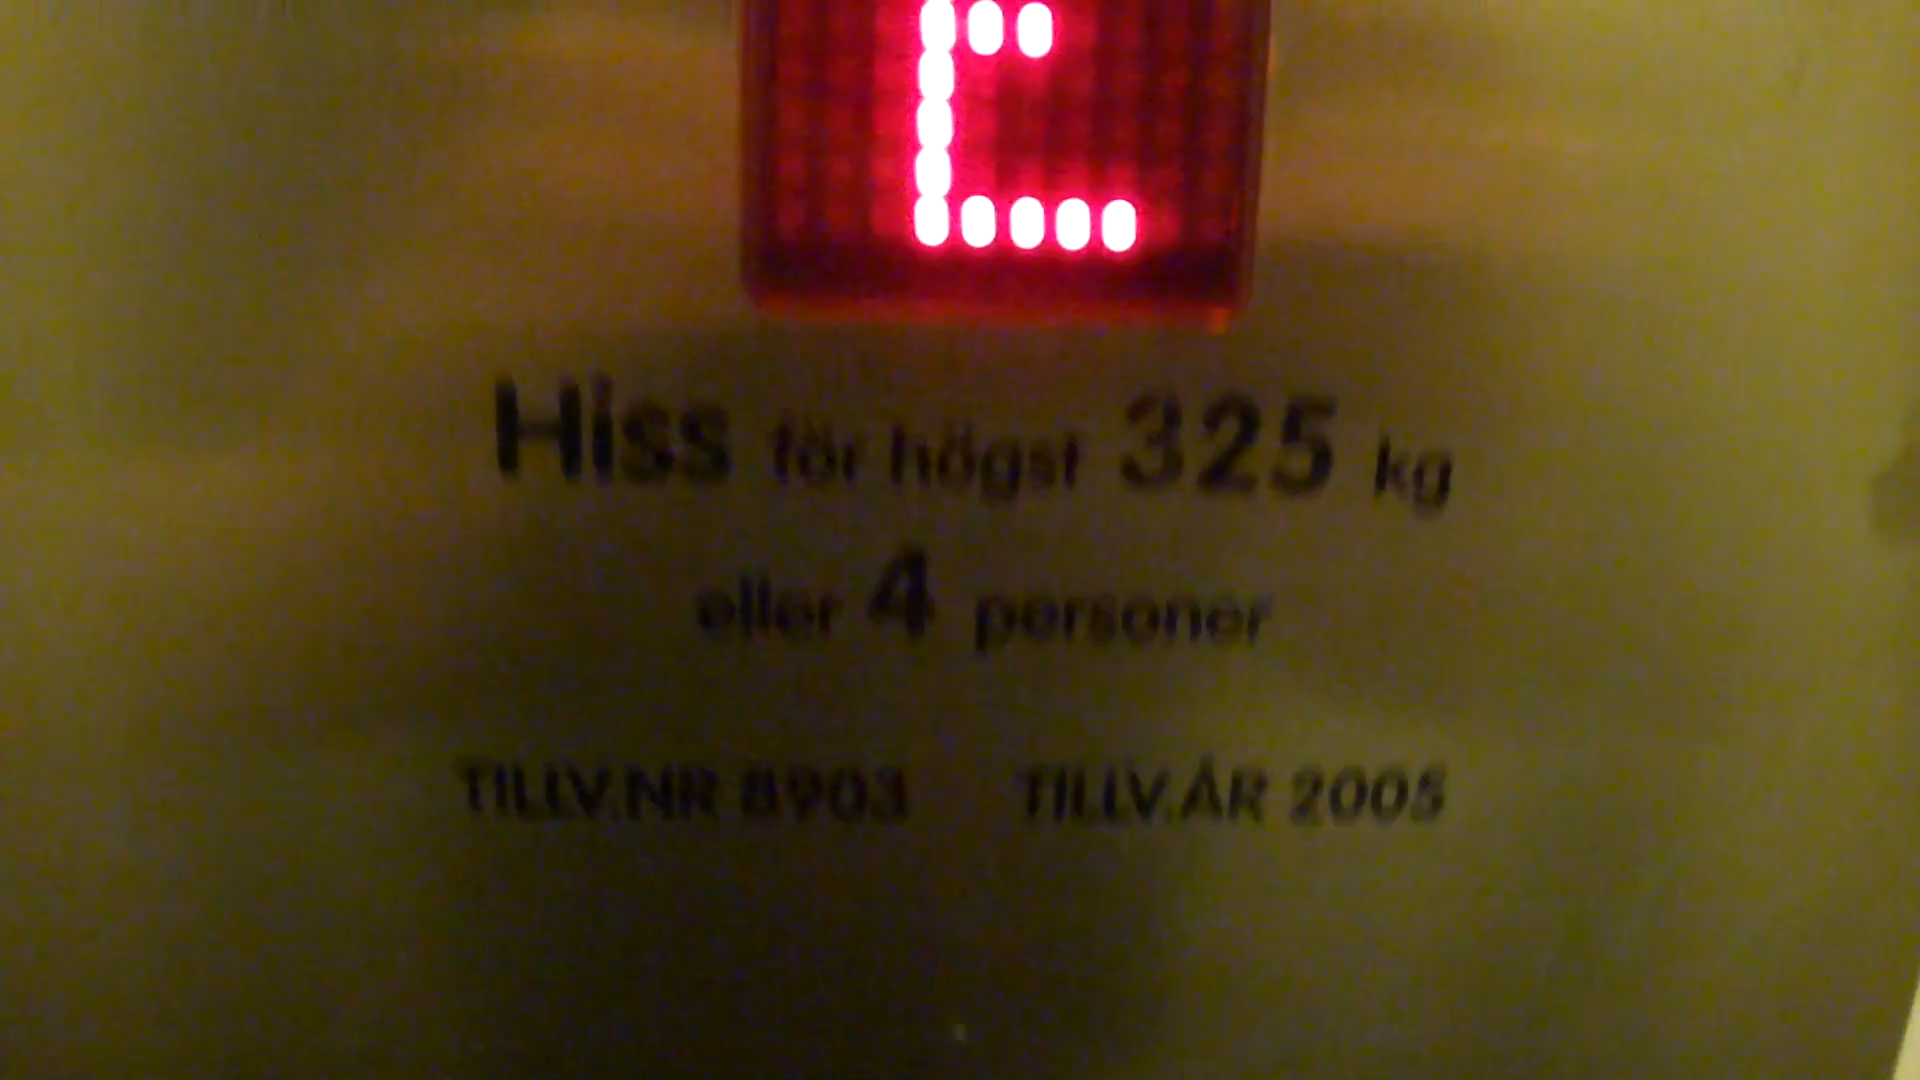 E
Hiss för högst 325 kg
eller 4 personer
TILLV.NR 8903 TILLV.ÅR 2005